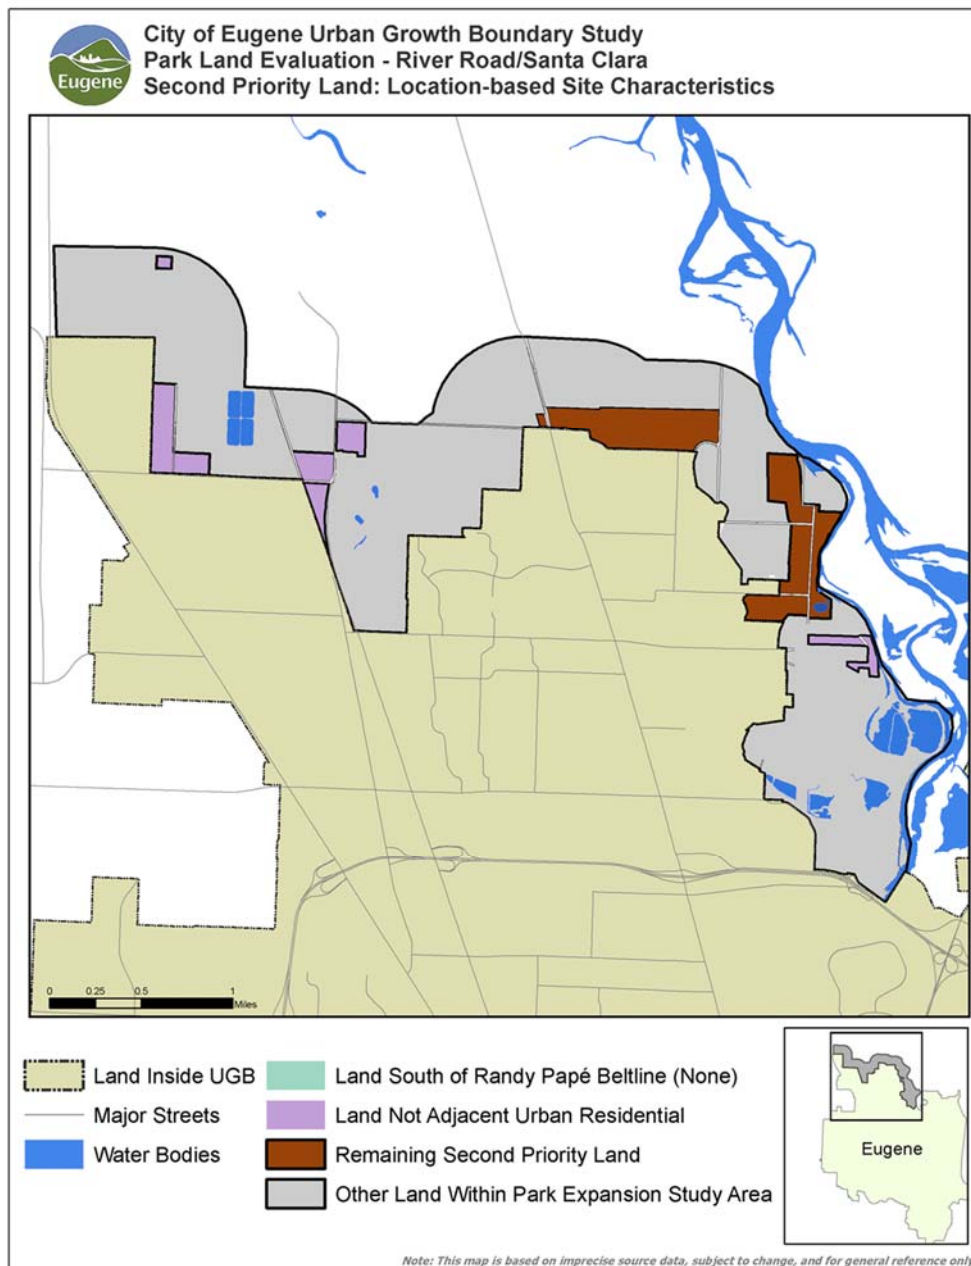 City of Eugene Urban Growth Boundary Study
Park Land Evaluation - River Road/Santa Clara
Second Priority Land: Location-based Site Characteristics
Eugene
0 0.25 0.5 1
Miles
Land Inside UGB
Major Streets
Water Bodies
Land South of Randy Papé Beltline (None)
Land Not Adjacent Urban Residential
Remaining Second Priority Land
Other Land Within Park Expansion Study Area
Eugene
Note: This map is based on imprecise source data, subject to change, and for general reference only